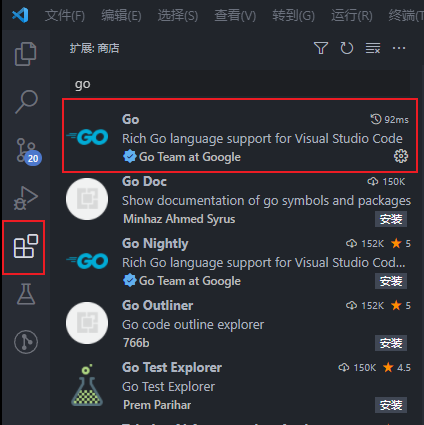 文件(F) 编辑(E) 选择(S) 查看(V) 转到(G) 运行(R) 终端(T
扩展: 商店
go
Go 92ms
Rich Go language support for Visual Studio Code
Go Team at Google
Go Doc 150K
Show documentation of go symbols and packages
Minhaz Ahmed Syrus 安装
Go Nightly 152K ★ 5
Rich Go language support for Visual Studio Code...
Go Team at Google 安装
Go Outliner 152K ★ 5
Go code outline explorer
766b 安装
Go Test Explorer 150K ★ 4.5
Go Test Explorer
Prem Parihar 安装
20
GO
GO